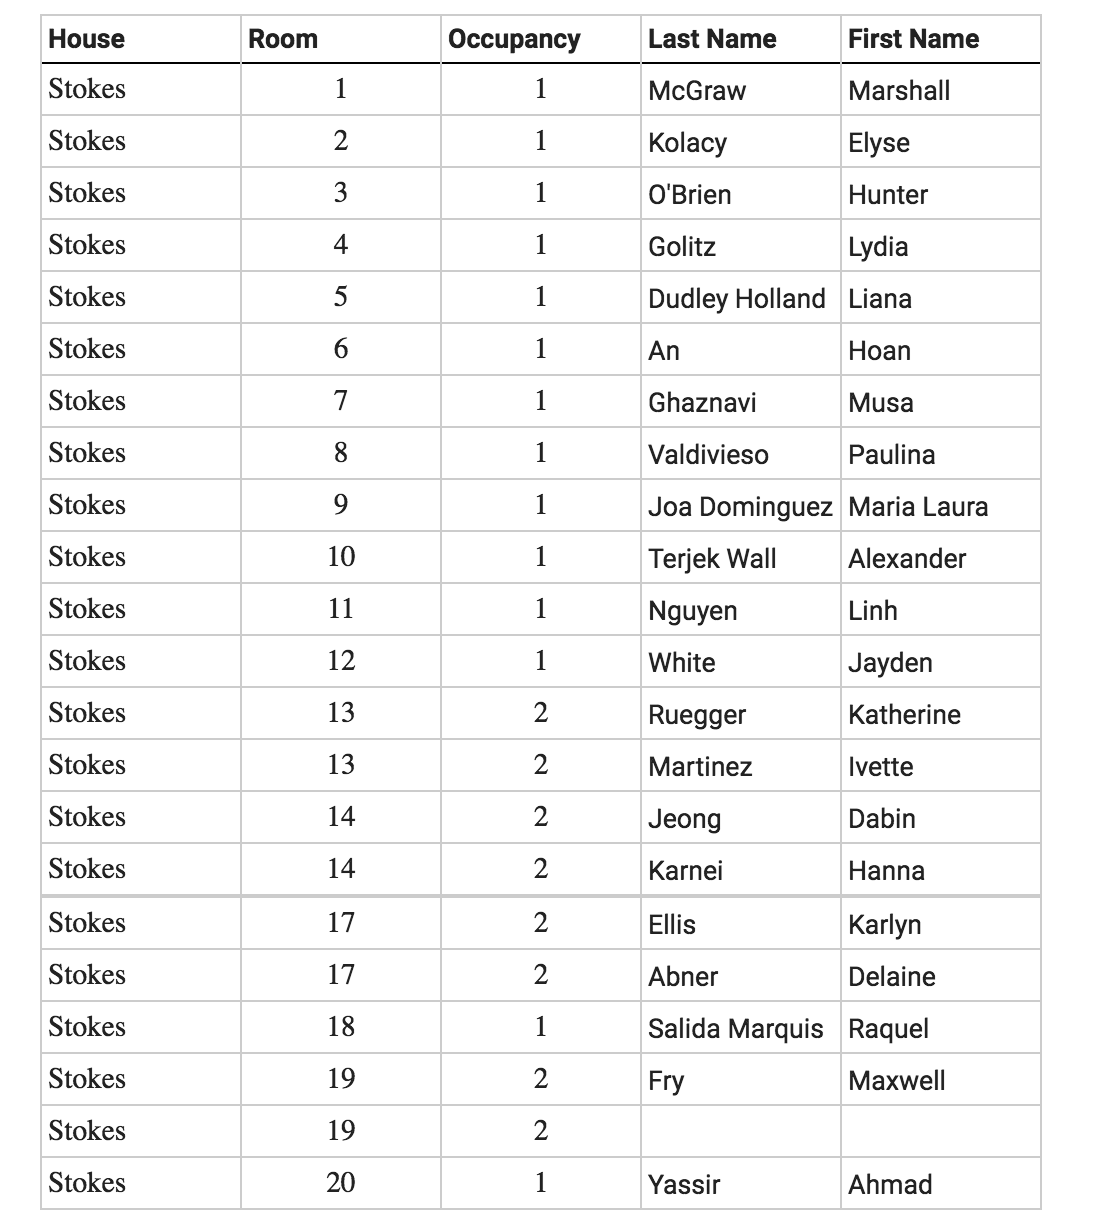 House Room Occupancy Last Name First Name
Stokes 1 1 McGraw Marshall
Stokes 2 1 Kolacy Elyse
Stokes 3 1 O'Brien Hunter
Stokes 4 1 Golitz Lydia
Stokes 5 1 Dudley Holland Liana
Stokes 6 1 An Hoan
Stokes 7 1 Ghaznavi Musa
Stokes 8 1 Valdivieso Paulina
Stokes 9 1 Joa Dominguez Maria Laura
Stokes 10 1 Terjek Wall Alexander
Stokes 11 1 Nguyen Linh
Stokes 12 1 White Jayden
Stokes 13 2 Ruegger Katherine
Stokes 13 2 Martinez Ivette
Stokes 14 2 Jeong Dabin
Stokes 14 2 Karnei Hanna
Stokes 17 2 Ellis Karlyn
Stokes 17 2 Abner Delaine
Stokes 18 1 Salida Marquis Raquel
Stokes 19 2 Fry Maxwell
Stokes 19 2
Stokes 20 1 Yassir Ahmad